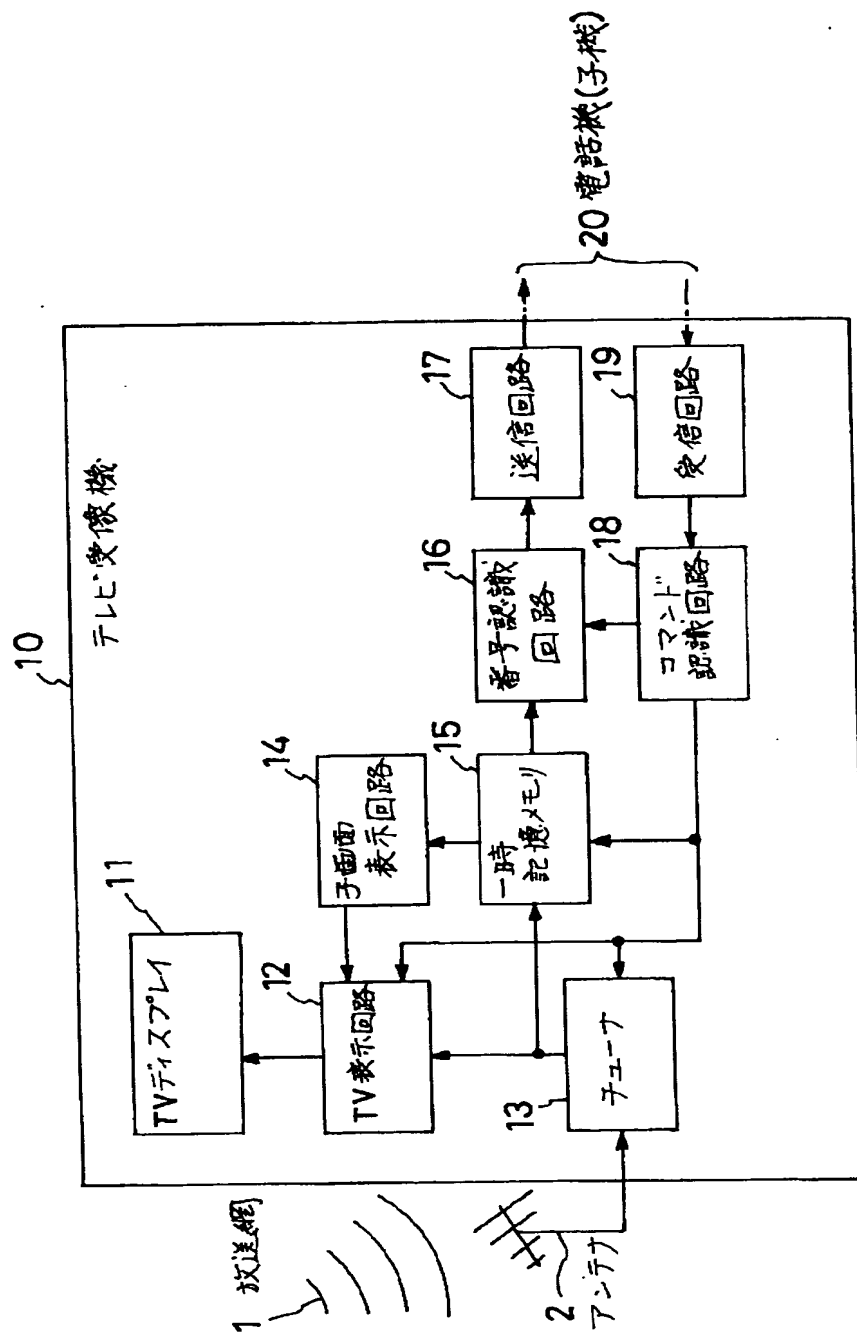 10
テレビ受像機
1 放送網
2
アンテナ
11
TVディスプレイ
12
TV表示回路
13
チューナ
14
子画面
表示回路
15
一時
記憶メモリ
16
番号認識
回路
17
送信回路
18
コマンド
認識回路
19
受信回路
20 電話機(子機)